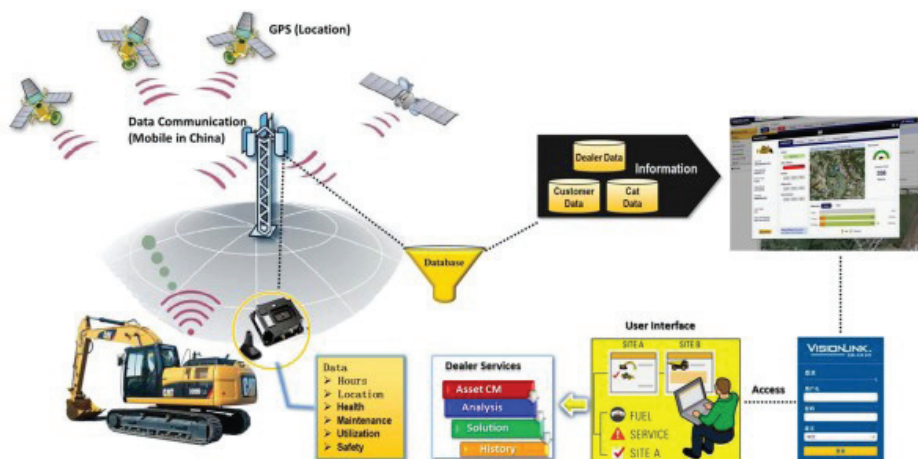 GPS (Location)
Data Communication
(Mobile in China)
Dealer Data
Information
Customer
Data
Cat
Data
Database
User Interface
SITE A
SITE B
FUEL
SERVICE
SITE A
Dealer Services
Asset CM
Analysis
Solution
History
Data
Hours
Location
Health
Maintenance
Utilization
Safety
Access
VISIONLINK